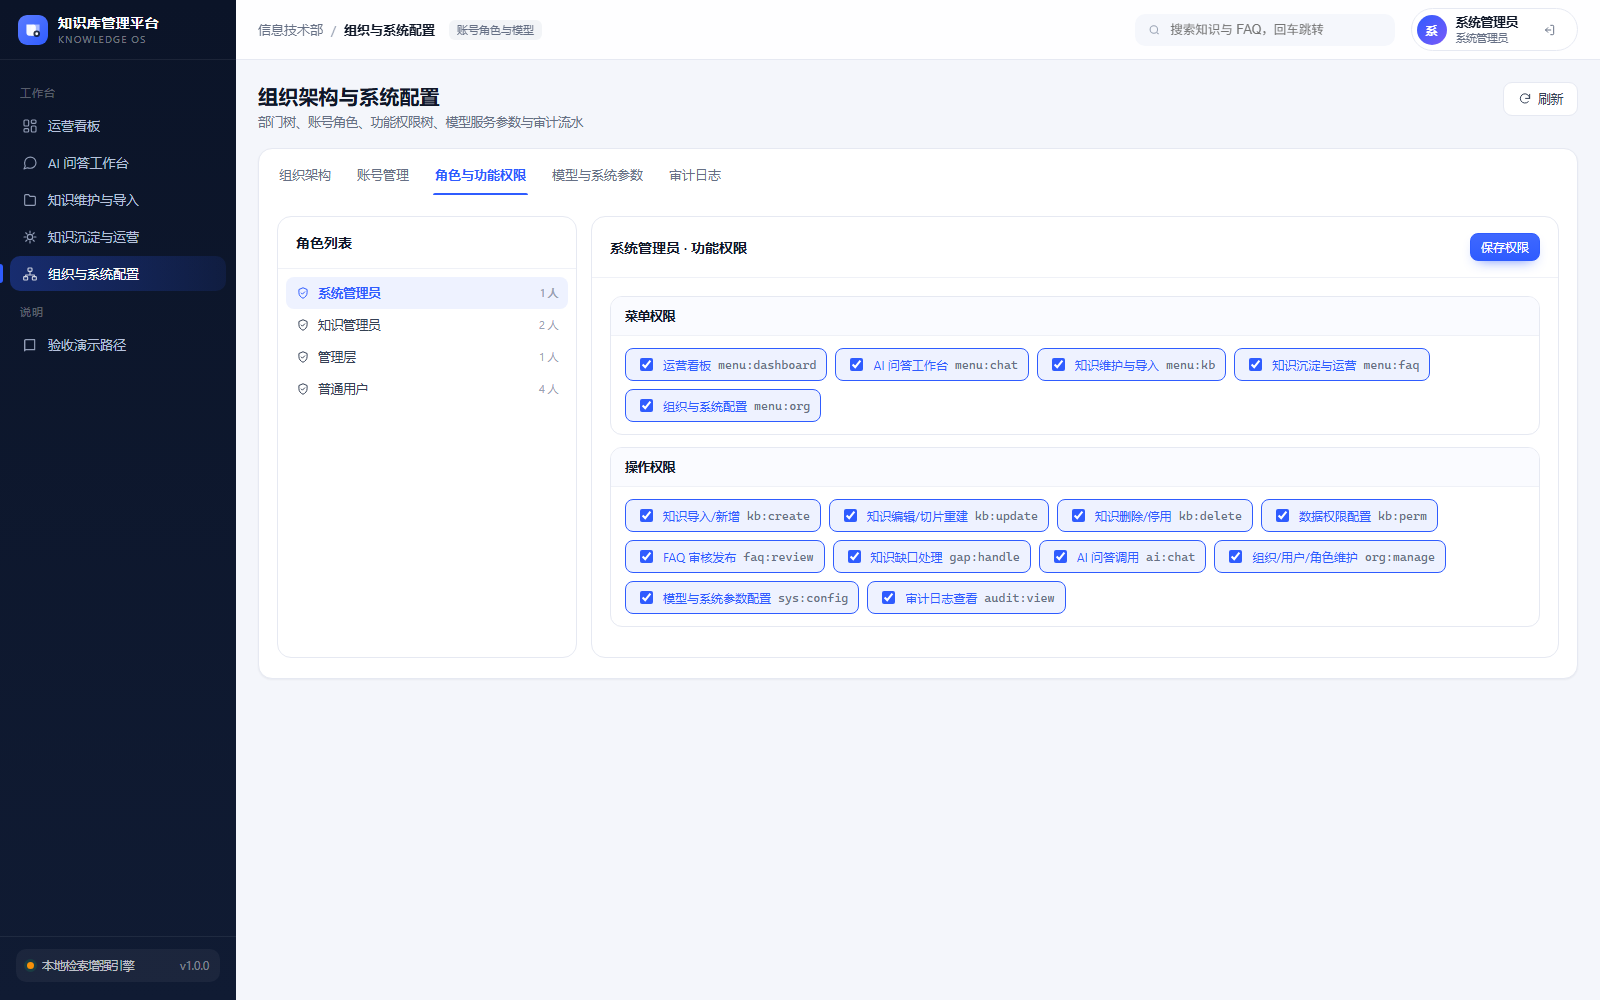 知识库管理平台
KNOWLEDGE OS
工作台
运营看板
AI 问答工作台
知识维护与导入
知识沉淀与运营
组织与系统配置
说明
验收演示路径
本地检索增强引擎 v1.0.0
信息技术部 / 组织与系统配置 账号角色与模型
搜索知识与 FAQ，回车跳转
系 系统管理员
系统管理员
组织架构与系统配置
部门树、账号角色、功能权限树、模型服务参数与审计流水
刷新
组织架构 账号管理 角色与功能权限 模型与系统参数 审计日志
角色列表
系统管理员 1 人
知识管理员 2 人
管理层 1 人
普通用户 4 人
系统管理员 · 功能权限
保存权限
菜单权限
运营看板 menu:dashboard AI 问答工作台 menu:chat 知识维护与导入 menu:kb 知识沉淀与运营 menu:faq
组织与系统配置 menu:org
操作权限
知识导入/新增 kb:create 知识编辑/切片重建 kb:update 知识删除/停用 kb:delete 数据权限配置 kb:perm
FAQ 审核发布 faq:review 知识缺口处理 gap:handle AI 问答调用 ai:chat 组织/用户/角色维护 org:manage
模型与系统参数配置 sys:config 审计日志查看 audit:view